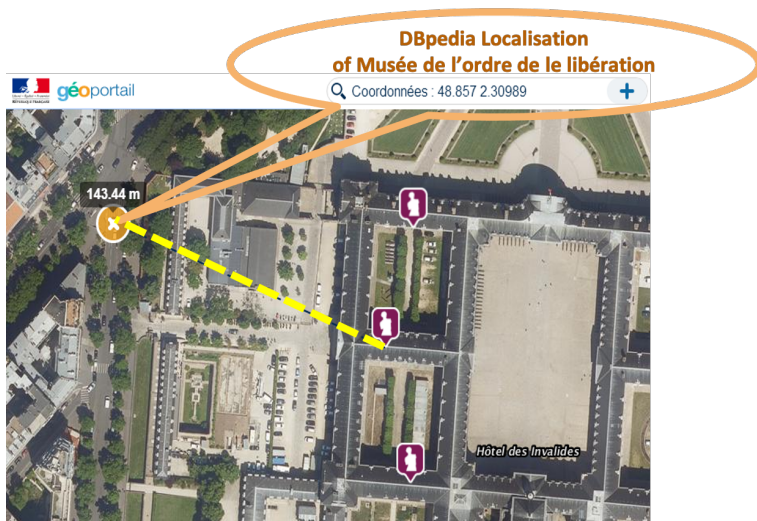 DBpedia Localisation
of Musée de l'ordre de le libération
géoportail
Coordonnées : 48.857 2.30989
143.44 m
Hôtel des Invalides